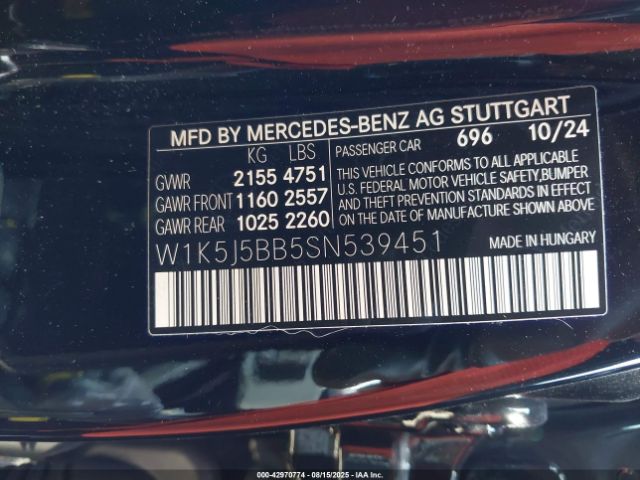 MFD BY MERCEDES-BENZ AG STUTTGART
KG LBS
GWR 2155 4751
GAWR FRONT 1160 2557
GAWR REAR 1025 2260
PASSENGER CAR 696 10/24
THIS VEHICLE CONFORMS TO ALL APPLICABLE
U.S. FEDERAL MOTOR VEHICLE SAFETY, BUMPER
AND THEFT PREVENTION STANDARDS IN EFFECT
ON THE DATE OF MANUFACTURE SHOWN ABOVE.
W1K5J5BB5SN539451
MADE IN HUNGARY
000-42970774 - 08/15/2025 - IAA Inc.